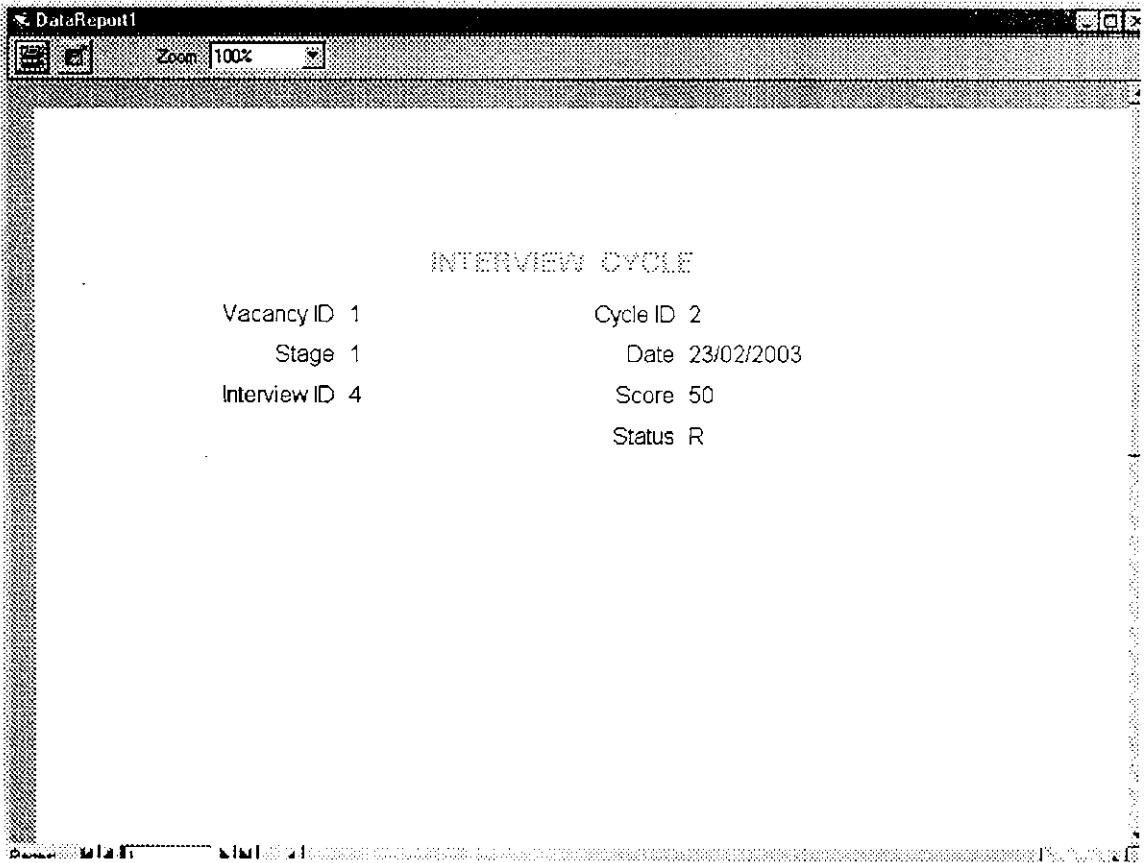 DataReport1
Zoom 100%
INTERVIEW CYCLE
Vacancy ID 1 Cycle ID 2
Stage 1 Date 23/02/2003
Interview ID 4 Score 50
Status R